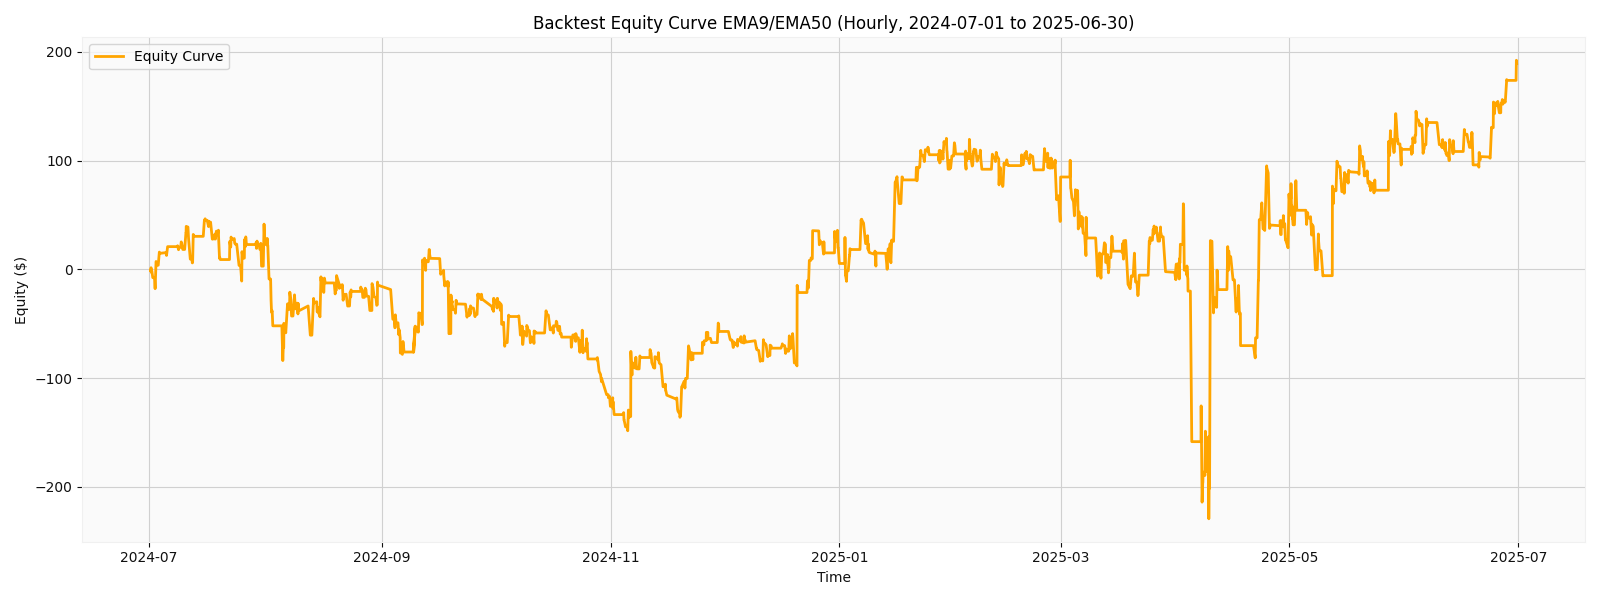 Backtest Equity Curve EMA9/EMA50 (Hourly, 2024-07-01 to 2025-06-30)
Equity Curve
200
100
0
−100
−200
Equity ($)
2024-07 2024-09 2024-11 2025-01 2025-03 2025-05 2025-07
Time